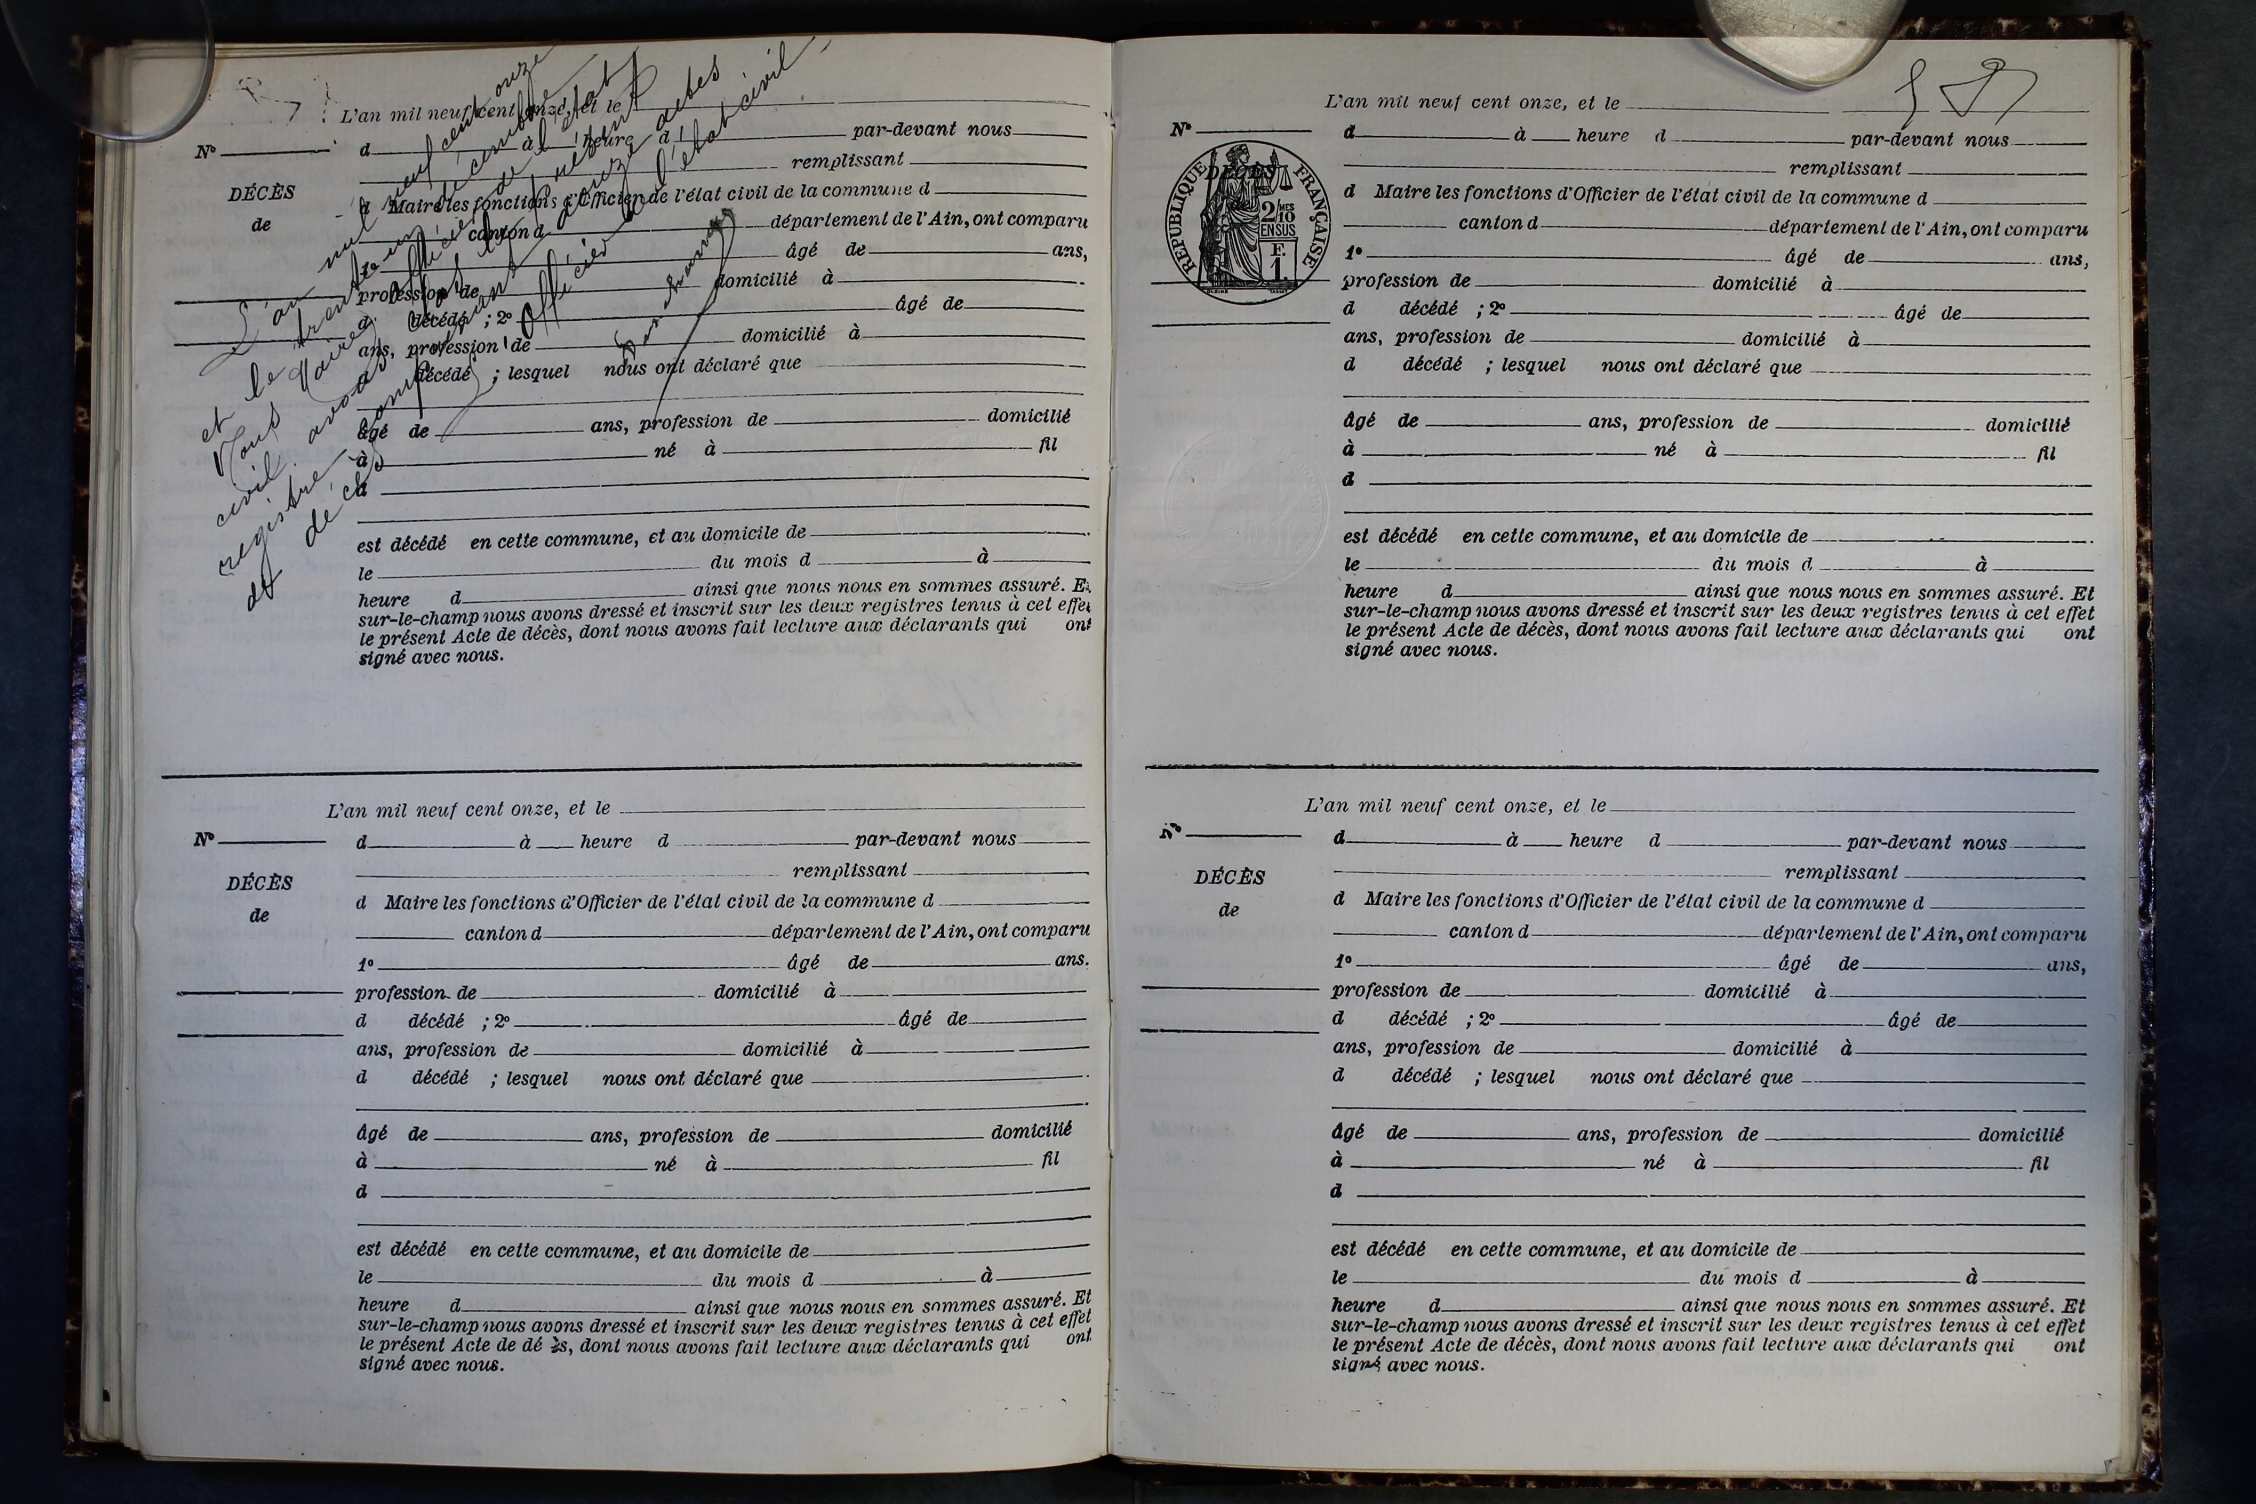 L'an mil neuf cent onze
et le trente un décembre
Nous Maire, officier de l'état
civil, avons clos le présent
registre comprenant onze actes
de décès. L'officier de l'état civil,
L'an mil neuf cent onze, et le
N°
d à heure d par-devant nous
remplissant
DÉCÈS
de
d Maire les fonctions d'Officier de l'état civil de la commune d
canton d département de l'Ain, ont comparu
1° âgé de ans,
profession de domicilié à
d décédé ; 2° âgé de
ans, profession de domicilié à
d décédé ; lesquel nous ont déclaré que
âgé de ans, profession de domicilié
à né à fil
d
est décédé en cette commune, et au domicile de
le du mois d à
heure d ainsi que nous nous en sommes assuré. Et
sur-le-champ nous avons dressé et inscrit sur les deux registres tenus à cet effet
le présent Acte de décès, dont nous avons fait lecture aux déclarants qui ont
signé avec nous.
L'an mil neuf cent onze, et le
N°
d à heure d par-devant nous
remplissant
DÉCÈS
de
d Maire les fonctions d'Officier de l'état civil de la commune d
canton d département de l'Ain, ont comparu
1° âgé de ans.
profession de domicilié à
d décédé ; 2° âgé de
ans, profession de domicilié à
d décédé ; lesquel nous ont déclaré que
âgé de ans, profession de domicilié
à né à fil
d
est décédé en cette commune, et au domicile de
le du mois d à
heure d ainsi que nous nous en sommes assuré. Et
sur-le-champ nous avons dressé et inscrit sur les deux registres tenus à cet effet
le présent Acte de dé ès, dont nous avons fait lecture aux déclarants qui ont
signé avec nous.
L'an mil neuf cent onze, et le
N°
d à heure d par-devant nous
remplissant
DÉCÈS
RÉPUBLIQUE FRANÇAISE
2/10 MES
EN SUS
F.
1.
d Maire les fonctions d'Officier de l'état civil de la commune d
canton d département de l'Ain, ont comparu
1° âgé de ans,
profession de domicilié à
d décédé ; 2° âgé de
ans, profession de domicilié à
d décédé ; lesquel nous ont déclaré que
âgé de ans, profession de domicilié
à né à fil
d
est décédé en cette commune, et au domicile de
le du mois d à
heure d ainsi que nous nous en sommes assuré. Et
sur-le-champ nous avons dressé et inscrit sur les deux registres tenus à cet effet
le présent Acte de décès, dont nous avons fait lecture aux déclarants qui ont
signé avec nous.
L'an mil neuf cent onze, et le
N°
d à heure d par-devant nous
remplissant
DÉCÈS
de
d Maire les fonctions d'Officier de l'état civil de la commune d
canton d département de l'Ain, ont comparu
1° âgé de ans,
profession de domicilié à
d décédé ; 2° âgé de
ans, profession de domicilié à
d décédé ; lesquel nous ont déclaré que
âgé de ans, profession de domicilié
à né à fil
d
est décédé en cette commune, et au domicile de
le du mois d à
heure d ainsi que nous nous en sommes assuré. Et
sur-le-champ nous avons dressé et inscrit sur les deux registres tenus à cet effet
le présent Acte de décès, dont nous avons fait lecture aux déclarants qui ont
signé avec nous.